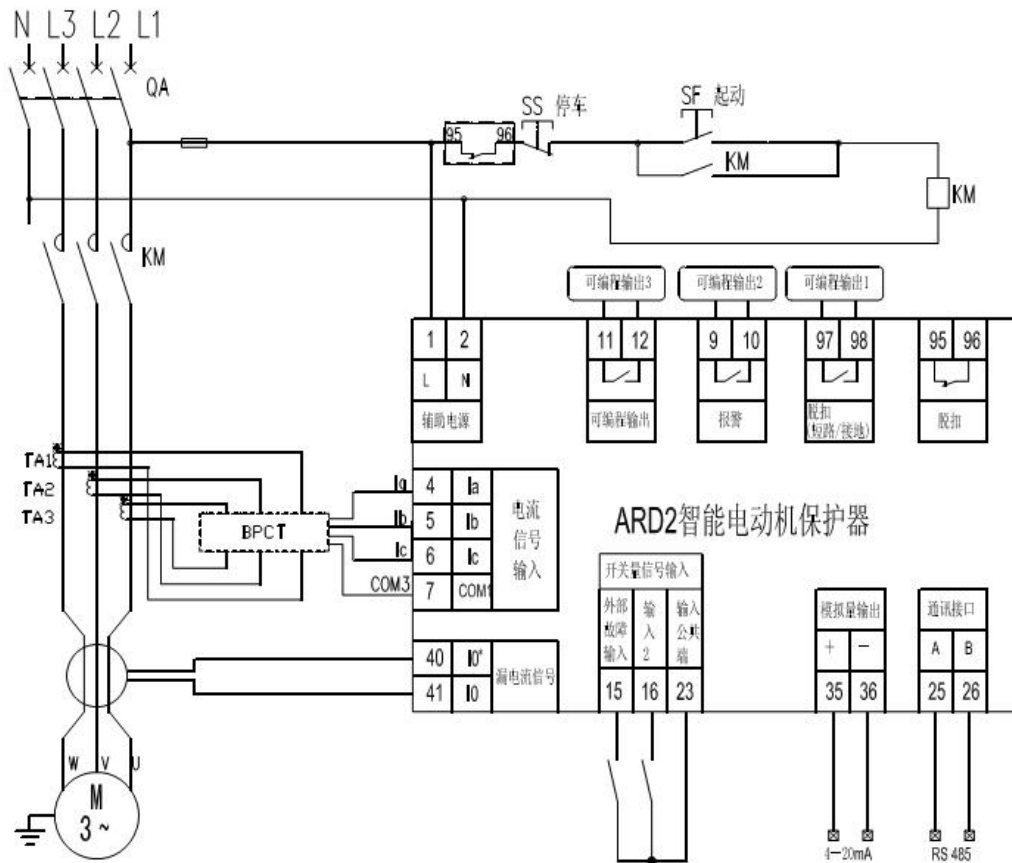 N L3 L2 L1
QA
95 96
SS 停车
SF 起动
KM
KM
KM
可编程输出3
可编程输出2
可编程输出1
1 2
L N
辅助电源
11 12
可编程输出
9 10
报警
97 98
脱扣
(短路/接地)
95 96
脱扣
TA1
TA2
TA3
BPCT
Ia
Ib
Ic
COM3
4 Ia
5 Ib
6 Ic
7 COM1
电流
信号
输入
ARD2智能电动机保护器
开关量信号输入
外部
故障
输入
输入
2
输入
公共
端
15 16 23
模拟量输出
+ −
35 36
4—20mA
通讯接口
A B
25 26
RS 485
40 I0*
41 I0
漏电流信号
W V U
M
3 ~